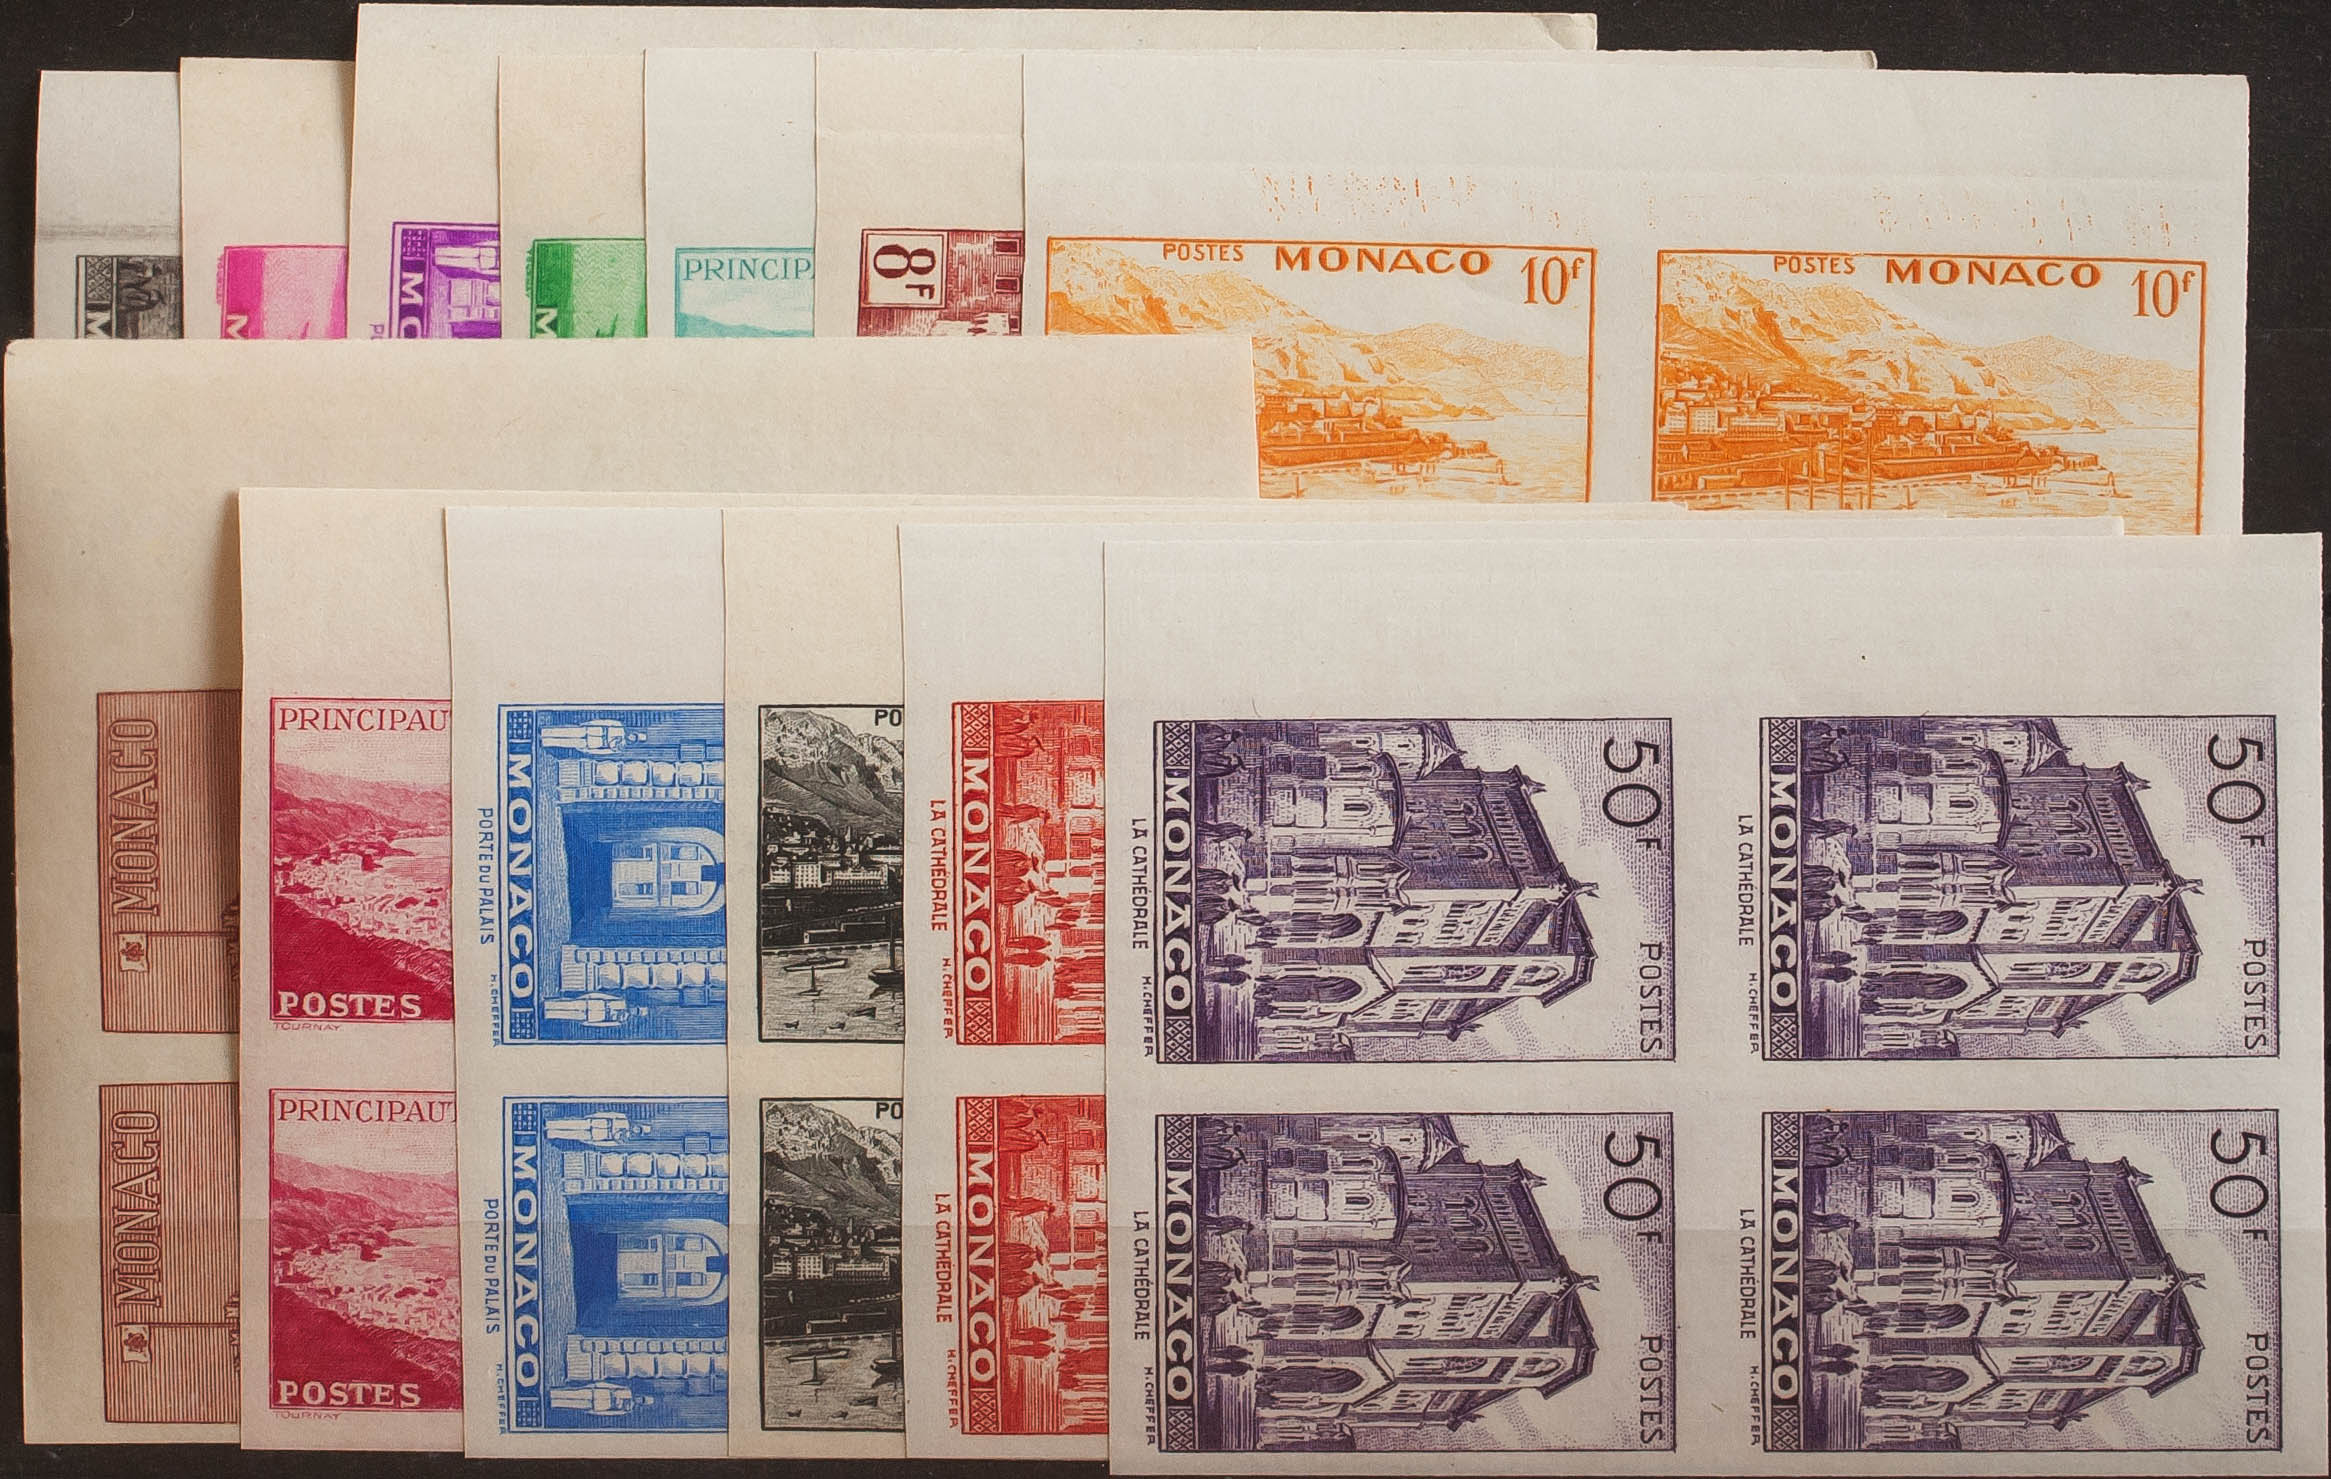 M
M
MO
M
PRINCIP
8F
POSTES MONACO 10f
POSTES MONACO 10f
MONACO
MONACO
PRINCIPAU
POSTES
TOURNAY
PRINCIPAU
POSTES
TOURNAY
MONACO
PORTE DU PALAIS H. CHEFFER
MONACO
PORTE DU PALAIS H. CHEFFER
PO
PO
MONACO
LA CATHÉDRALE H. CHEFFER
MONACO
LA CATHÉDRALE H. CHEFFER
50F
POSTES
MONACO
LA CATHÉDRALE H. CHEFFER
50F
POSTES
MONACO
LA CATHÉDRALE H. CHEFFER
50F
POSTES
MONACO
LA CATHÉDRALE H. CHEFFER
50F
POSTES
MONACO
LA CATHÉDRALE H. CHEFFER